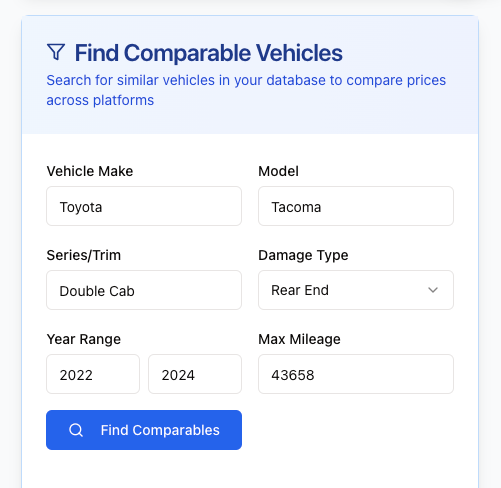 Find Comparable Vehicles
Search for similar vehicles in your database to compare prices
across platforms
Vehicle Make
Model
Toyota
Tacoma
Series/Trim
Damage Type
Double Cab
Rear End
Year Range
Max Mileage
2022
2024
43658
Find Comparables